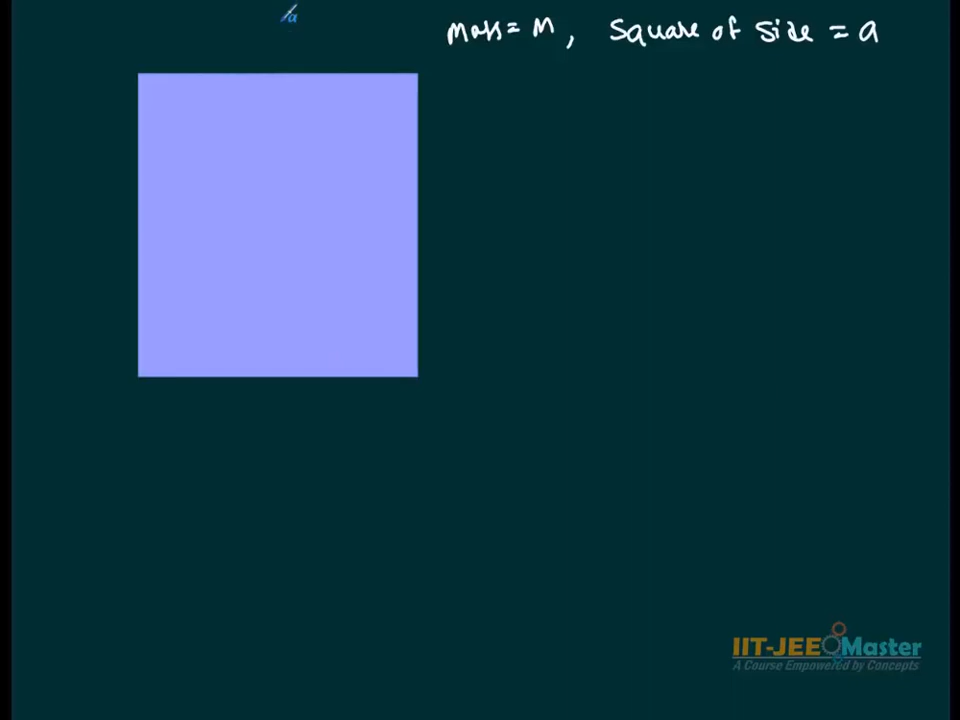 Mass = M, Square of side = a
IIT-JEE Master
A Course Empowered by Concepts